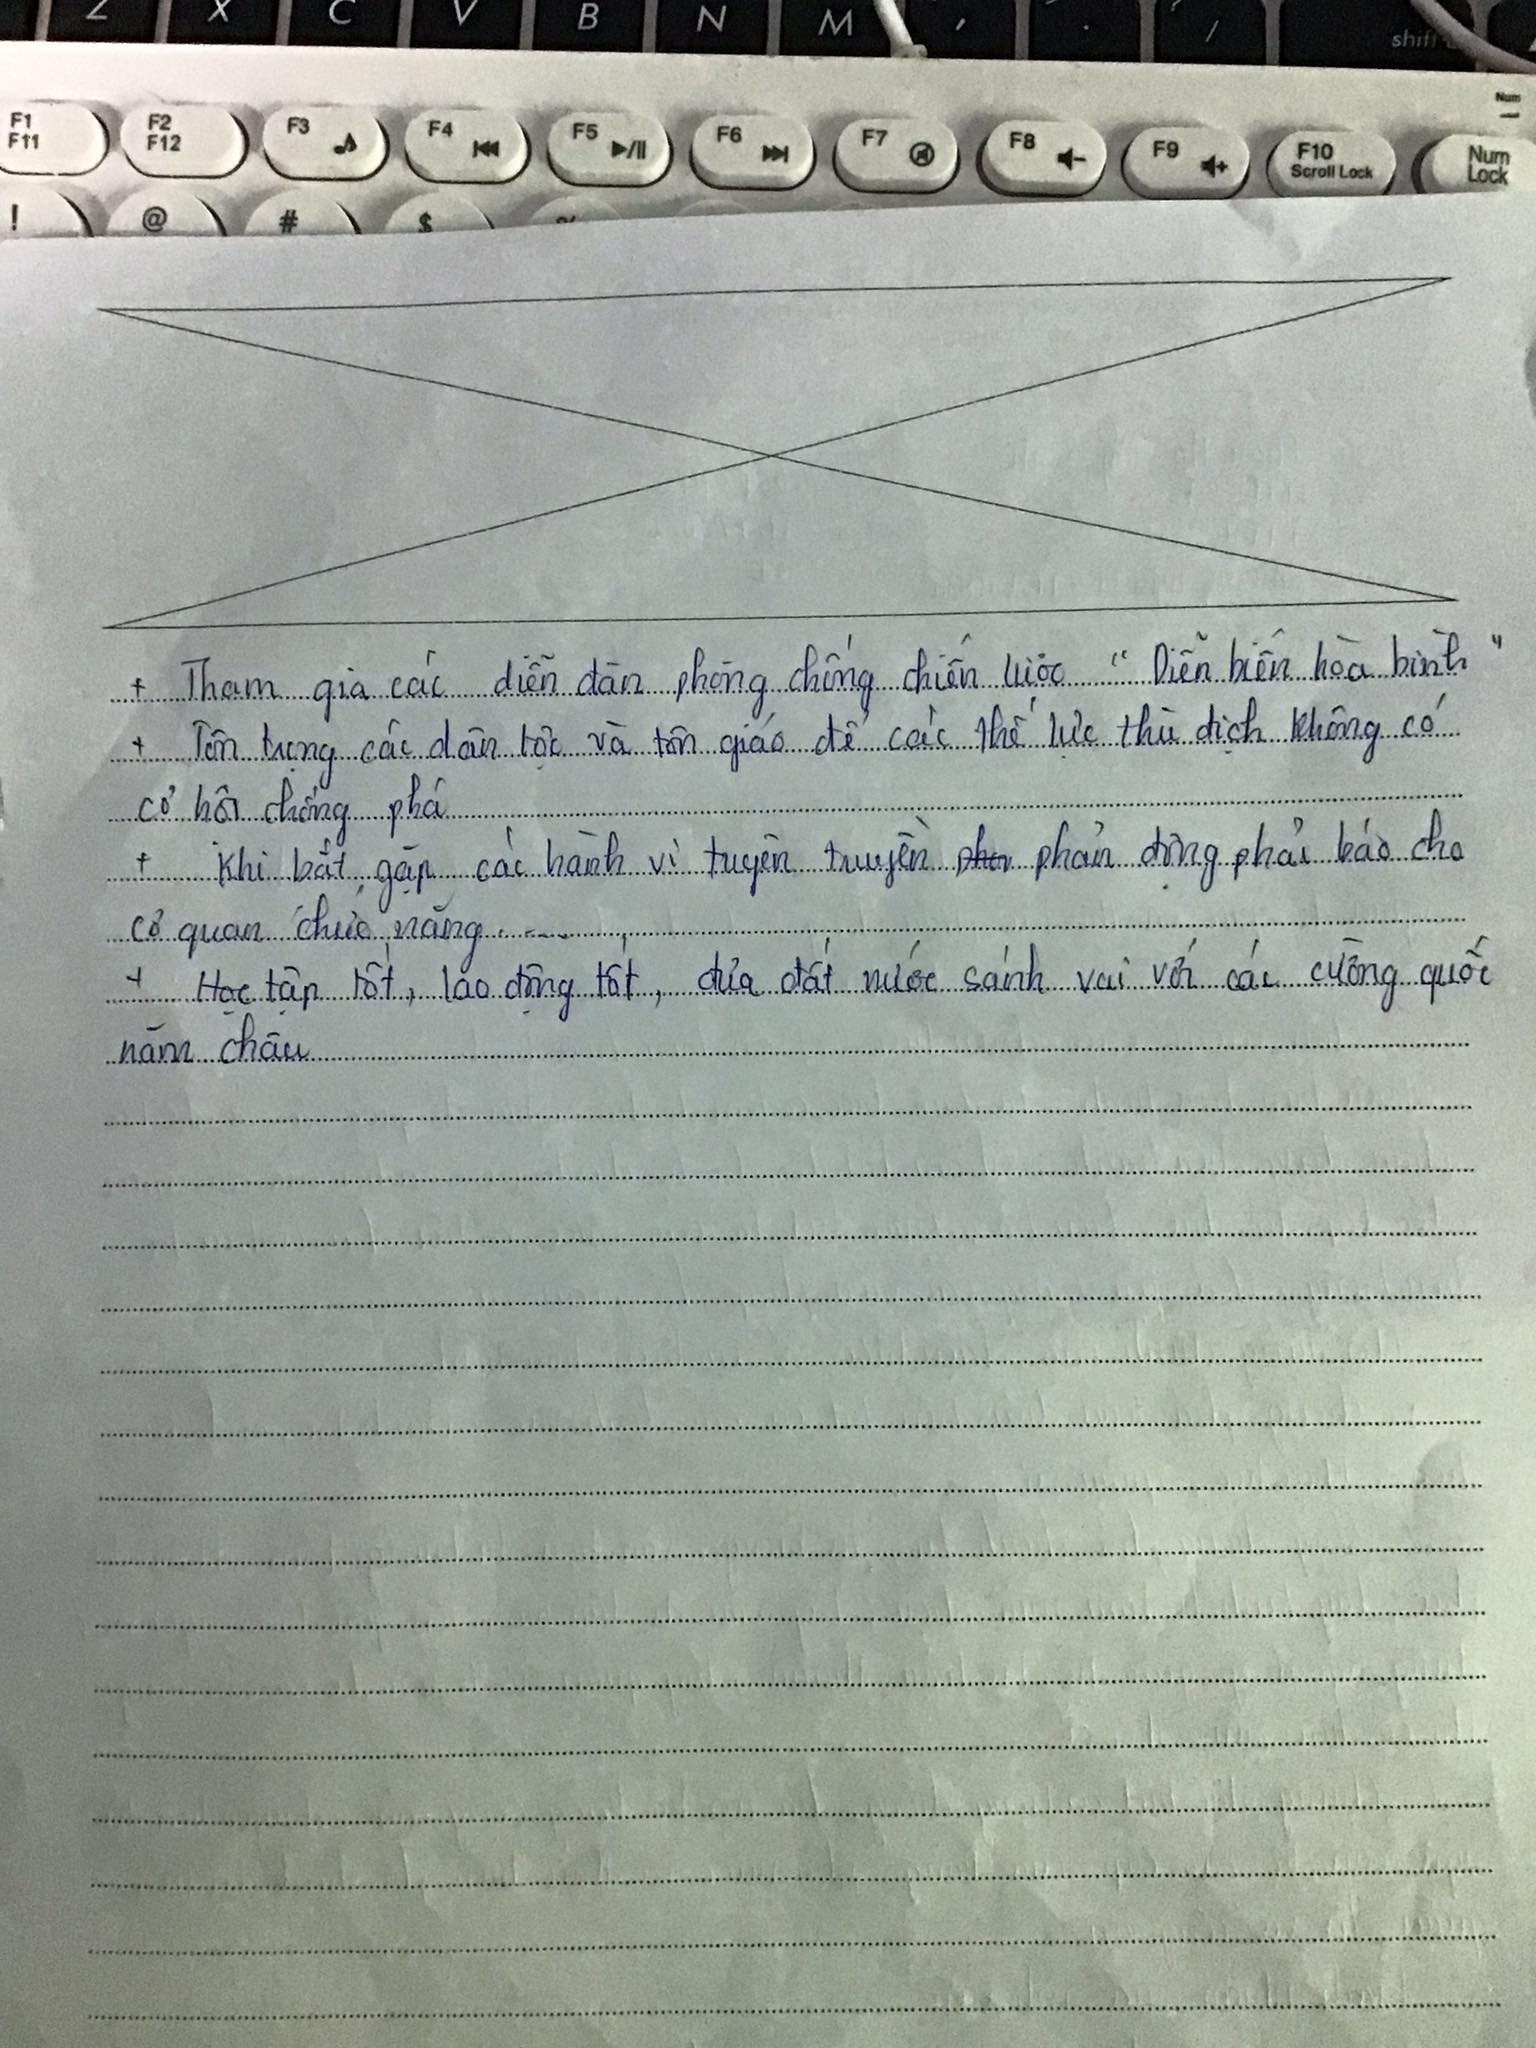 Z X C V B N M , . / shift
Num
F1 F11 F2 F12 F3 F4 F5 F6 F7 F8 F9 F10 Scroll Lock Num Lock
! @ # $ %
+ Tham gia các diễn đàn phòng chống chiến lược " Diễn biến hòa bình "
+ Tôn trọng các dân tộc và tôn giáo để các thế lực thù địch không có
cơ hội chống phá
+ Khi bắt gặp các hành vi tuyên truyền phản động phải báo cho
cơ quan chức năng.
+ Học tập tốt, lao động tốt, đưa đất nước sánh vai với các cường quốc
năm châu